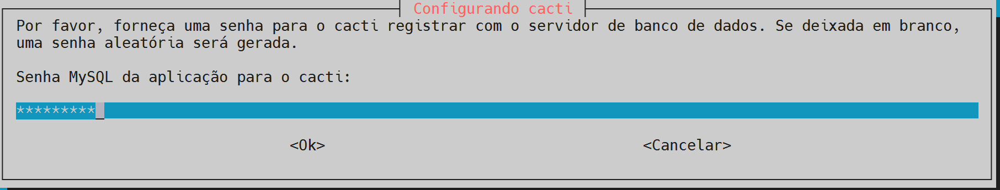 Configurando cacti
Por favor, forneça uma senha para o cacti registrar com o servidor de banco de dados. Se deixada em branco,
uma senha aleatória será gerada.
Senha MySQL da aplicação para o cacti:
*********
<Ok> <Cancelar>